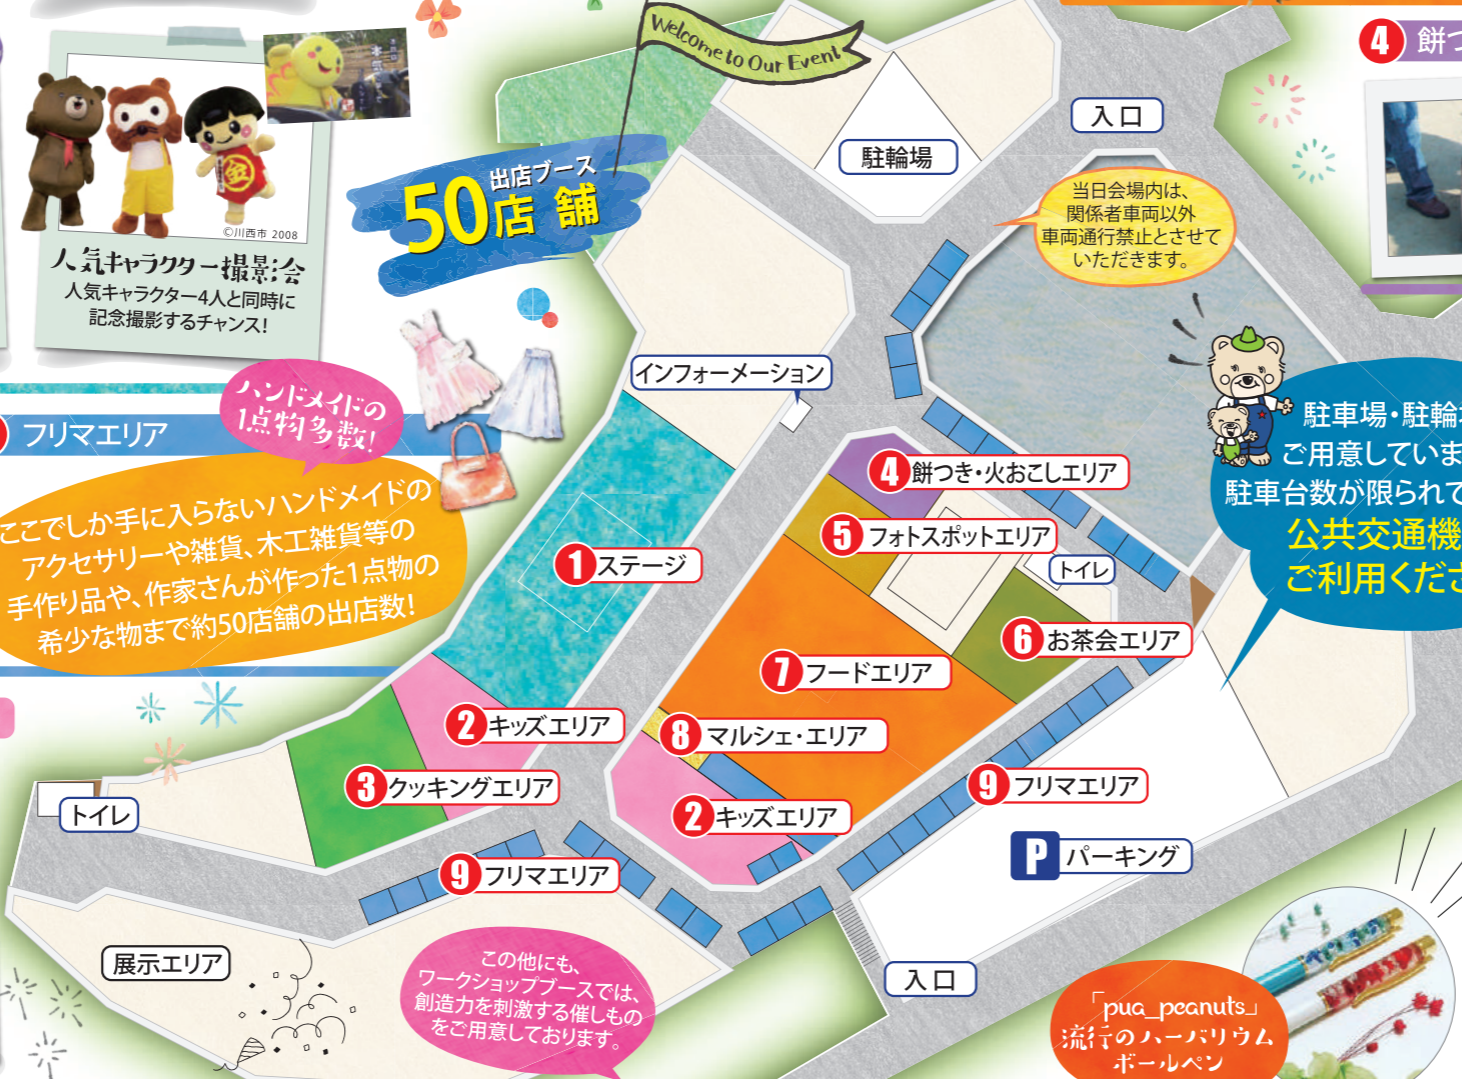 Welcome to Our Event
4 餅つ
入口
駐輪場
当日会場内は、
関係者車両以外
車両通行禁止とさせて
いただきます。
出店ブース
50店舗
©川西市 2008
人気キャラクター撮影会
人気キャラクター4人と同時に
記念撮影するチャンス！
インフォーメーション
ハンドメイドの
1点物多数！
フリマエリア
ここでしか手に入らないハンドメイドの
アクセサリーや雑貨、木工雑貨等の
手作り品や、作家さんが作った1点物の
希少な物まで約50店舗の出店数！
駐車場・駐輪
ご用意していま
駐車台数が限られて
公共交通機
ご利用くださ
4 餅つき・火おこしエリア
5 フォトスポットエリア
トイレ
1 ステージ
6 お茶会エリア
7 フードエリア
2 キッズエリア
8 マルシェ・エリア
3 クッキングエリア
9 フリマエリア
2 キッズエリア
トイレ
P パーキング
9 フリマエリア
展示エリア
この他にも、
ワークショップブースでは、
創造力を刺激する催しもの
をご用意しております。
入口
「pua_peanuts」
流行のハーバリウム
ボールペン